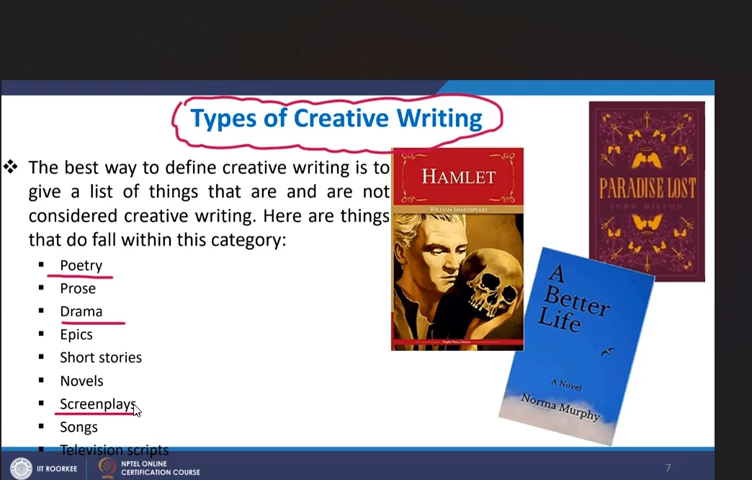 Types of Creative Writing
❖ The best way to define creative writing is to
give a list of things that are and are not
considered creative writing. Here are things
that do fall within this category:
▪ Poetry
▪ Prose
▪ Drama
▪ Epics
▪ Short stories
▪ Novels
▪ Screenplays
▪ Songs
▪ Television scripts
HAMLET
WILLIAM SHAKESPEARE
PARADISE LOST
JOHN MILTON
A
Better
Life
A Novel
Norma Murphy
IIT ROORKEE
NPTEL ONLINE
CERTIFICATION COURSE
7